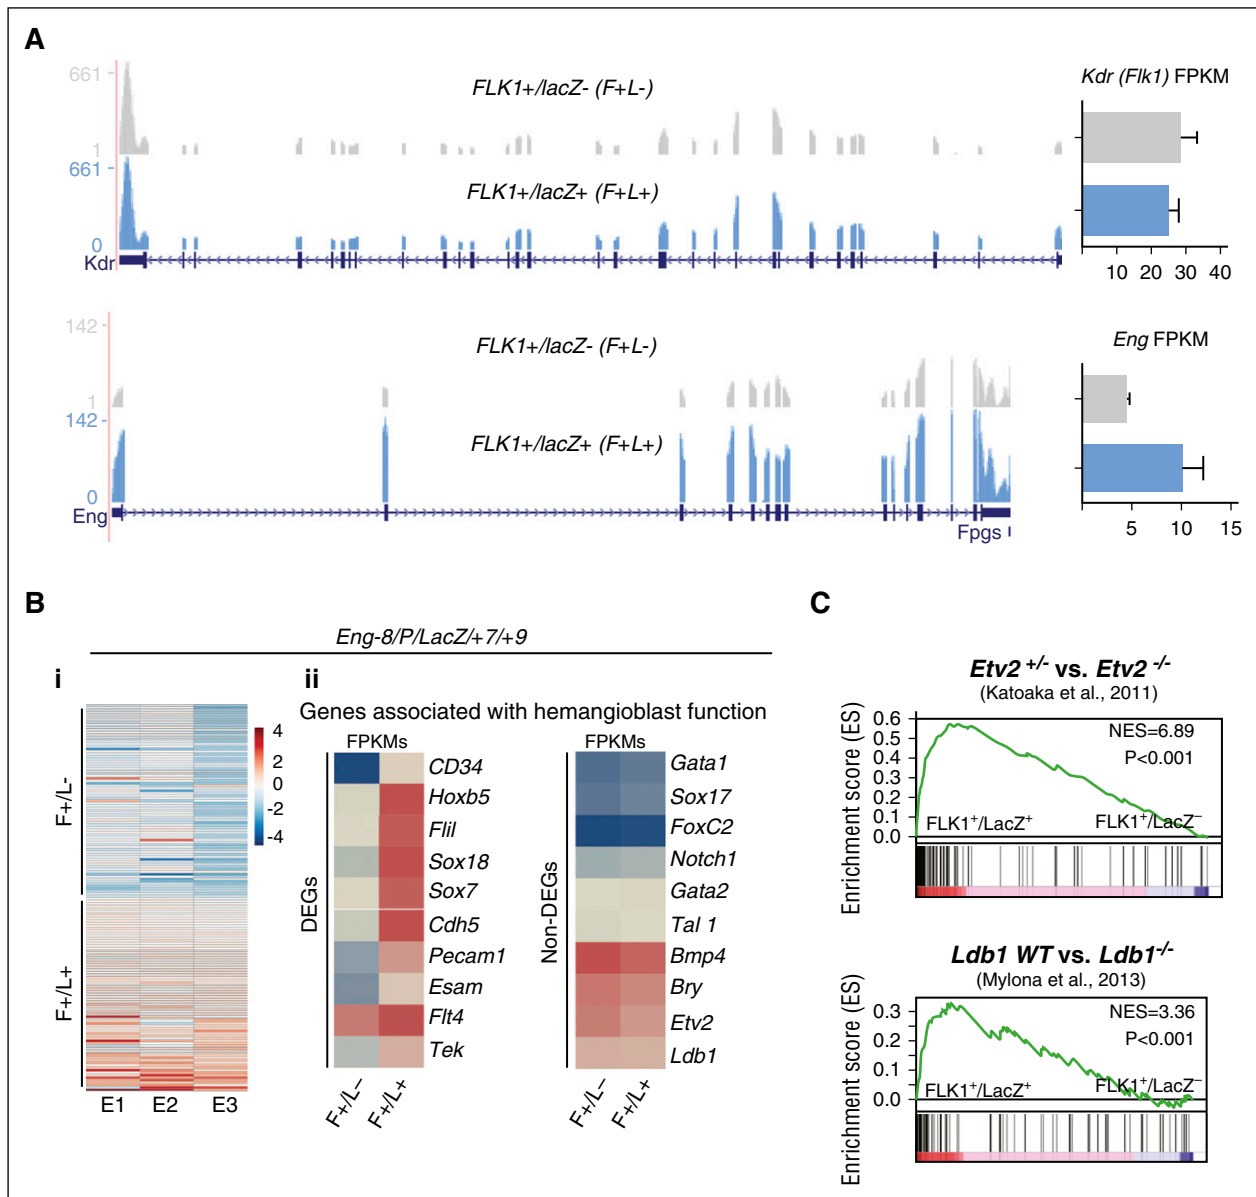 A
661
FLK1+/lacZ- (F+L-)
1
661
FLK1+/lacZ+ (F+L+)
0
Kdr
Kdr (Flk1) FPKM
10 20 30 40
142
FLK1+/lacZ- (F+L-)
1
142
FLK1+/lacZ+ (F+L+)
0
Eng
Fpgs
Eng FPKM
5 10 15
B
Eng-8/P/LacZ/+7/+9
i
F+/L-
F+/L+
4
2
0
-2
-4
E1 E2 E3
ii
Genes associated with hemangioblast function
FPKMs
DEGs
CD34
Hoxb5
Flil
Sox18
Sox7
Cdh5
Pecam1
Esam
Flt4
Tek
F+/L−
F+/L+
FPKMs
Non-DEGs
Gata1
Sox17
FoxC2
Notch1
Gata2
Tal 1
Bmp4
Bry
Etv2
Ldb1
F+/L−
F+/L+
C
Etv2 +/- vs. Etv2 -/-
(Katoaka et al., 2011)
Enrichment score (ES)
0.6
0.5
0.4
0.3
0.2
0.1
0.0
NES=6.89
P<0.001
FLK1+/LacZ+
FLK1+/LacZ−
Ldb1 WT vs. Ldb1-/-
(Mylona et al., 2013)
Enrichment score (ES)
0.3
0.2
0.1
0.0
NES=3.36
P<0.001
FLK1+/LacZ+
FLK1+/LacZ−